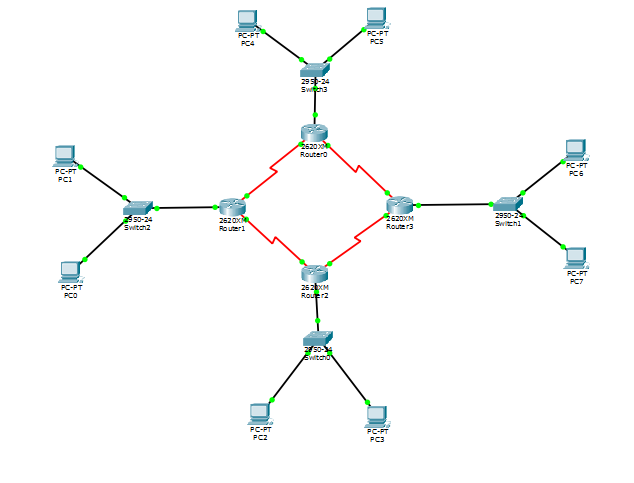 PC-PT
PC4
PC-PT
PC5
2950-24
Switch3
2620XM
Router0
PC-PT
PC1
PC-PT
PC6
2950-24
Switch2
2620XM
Router1
2620XM
Router3
2950-24
Switch1
PC-PT
PC0
2620XM
Router2
PC-PT
PC7
2950-24
Switch0
PC-PT
PC2
PC-PT
PC3